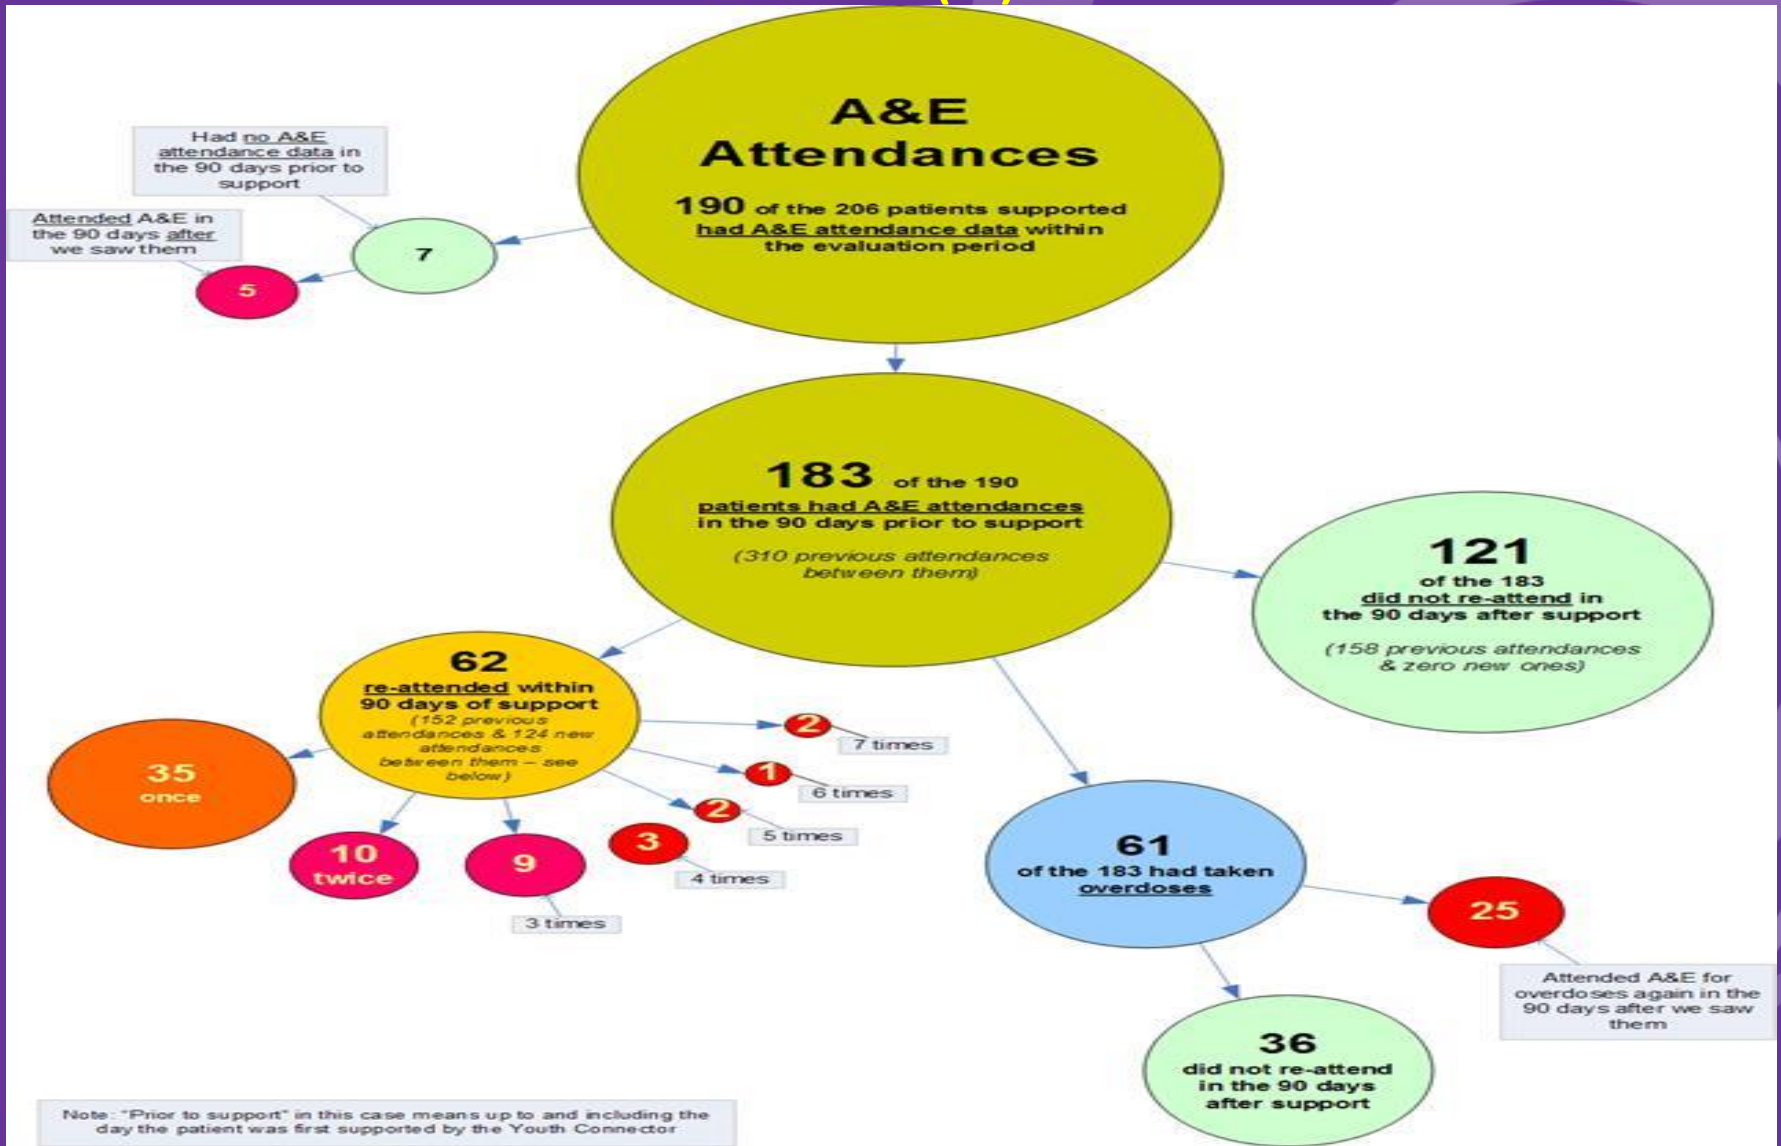 A&E
Attendances
190 of the 206 patients supported
had A&E attendance data within
the evaluation period
Had no A&E
attendance data in
the 90 days prior to
support
Attended A&E in
the 90 days after
we saw them
7
5
183 of the 190
patients had A&E attendances
in the 90 days prior to support
(310 previous attendances
between them)
121
of the 183
did not re-attend in
the 90 days after support
(158 previous attendances
& zero new ones)
62
re-attended within
90 days of support
(152 previous
attendances & 124 new
attendances
between them – see
below)
35
once
10
twice
9
3 times
3
4 times
2
5 times
1
6 times
2
7 times
61
of the 183 had taken
overdoses
25
Attended A&E for
overdoses again in the
90 days after we saw
them
36
did not re-attend
in the 90 days
after support
Note: "Prior to support" in this case means up to and including the
day the patient was first supported by the Youth Connector